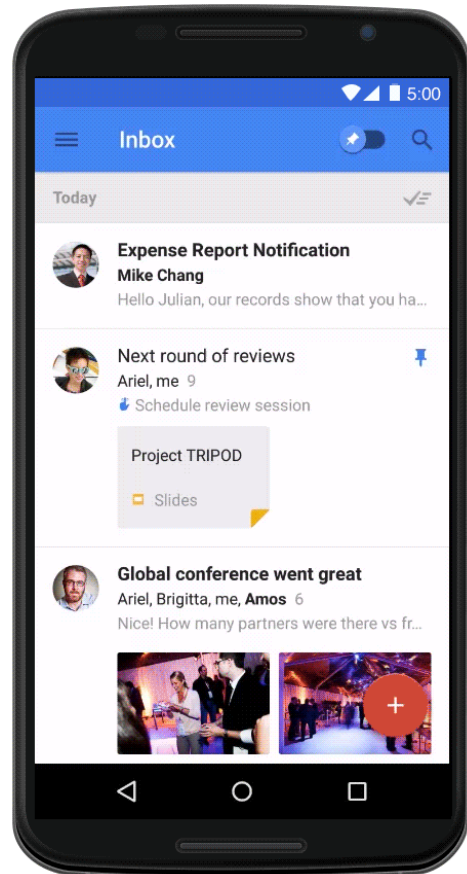 5:00
Inbox
Today
Expense Report Notification
Mike Chang
Hello Julian, our records show that you ha...
Next round of reviews
Ariel, me 9
Schedule review session
Project TRIPOD
Slides
Global conference went great
Ariel, Brigitta, me, Amos 6
Nice! How many partners were there vs fr...
+